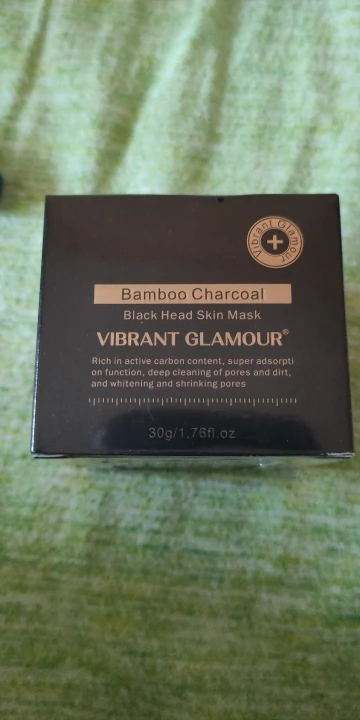 Vibrant Glamour
Bamboo Charcoal
Black Head Skin Mask
VIBRANT GLAMOUR®
Rich in active carbon content, super adsorpti
on function, deep cleaning of pores and dirt,
and whitening and shrinking pores
30g/1.76fl.oz